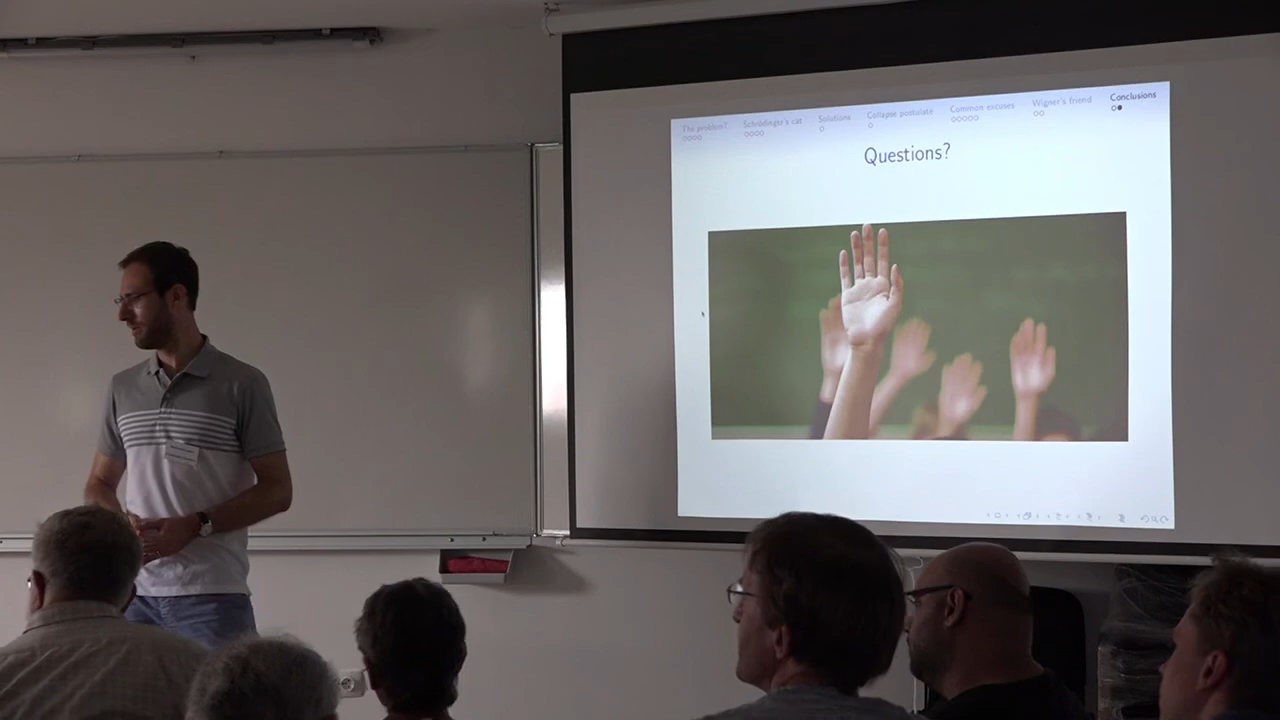 The problem? Schrödinger's cat Solutions Collapse postulate Common excuses Wigner's friend Conclusions
Questions?